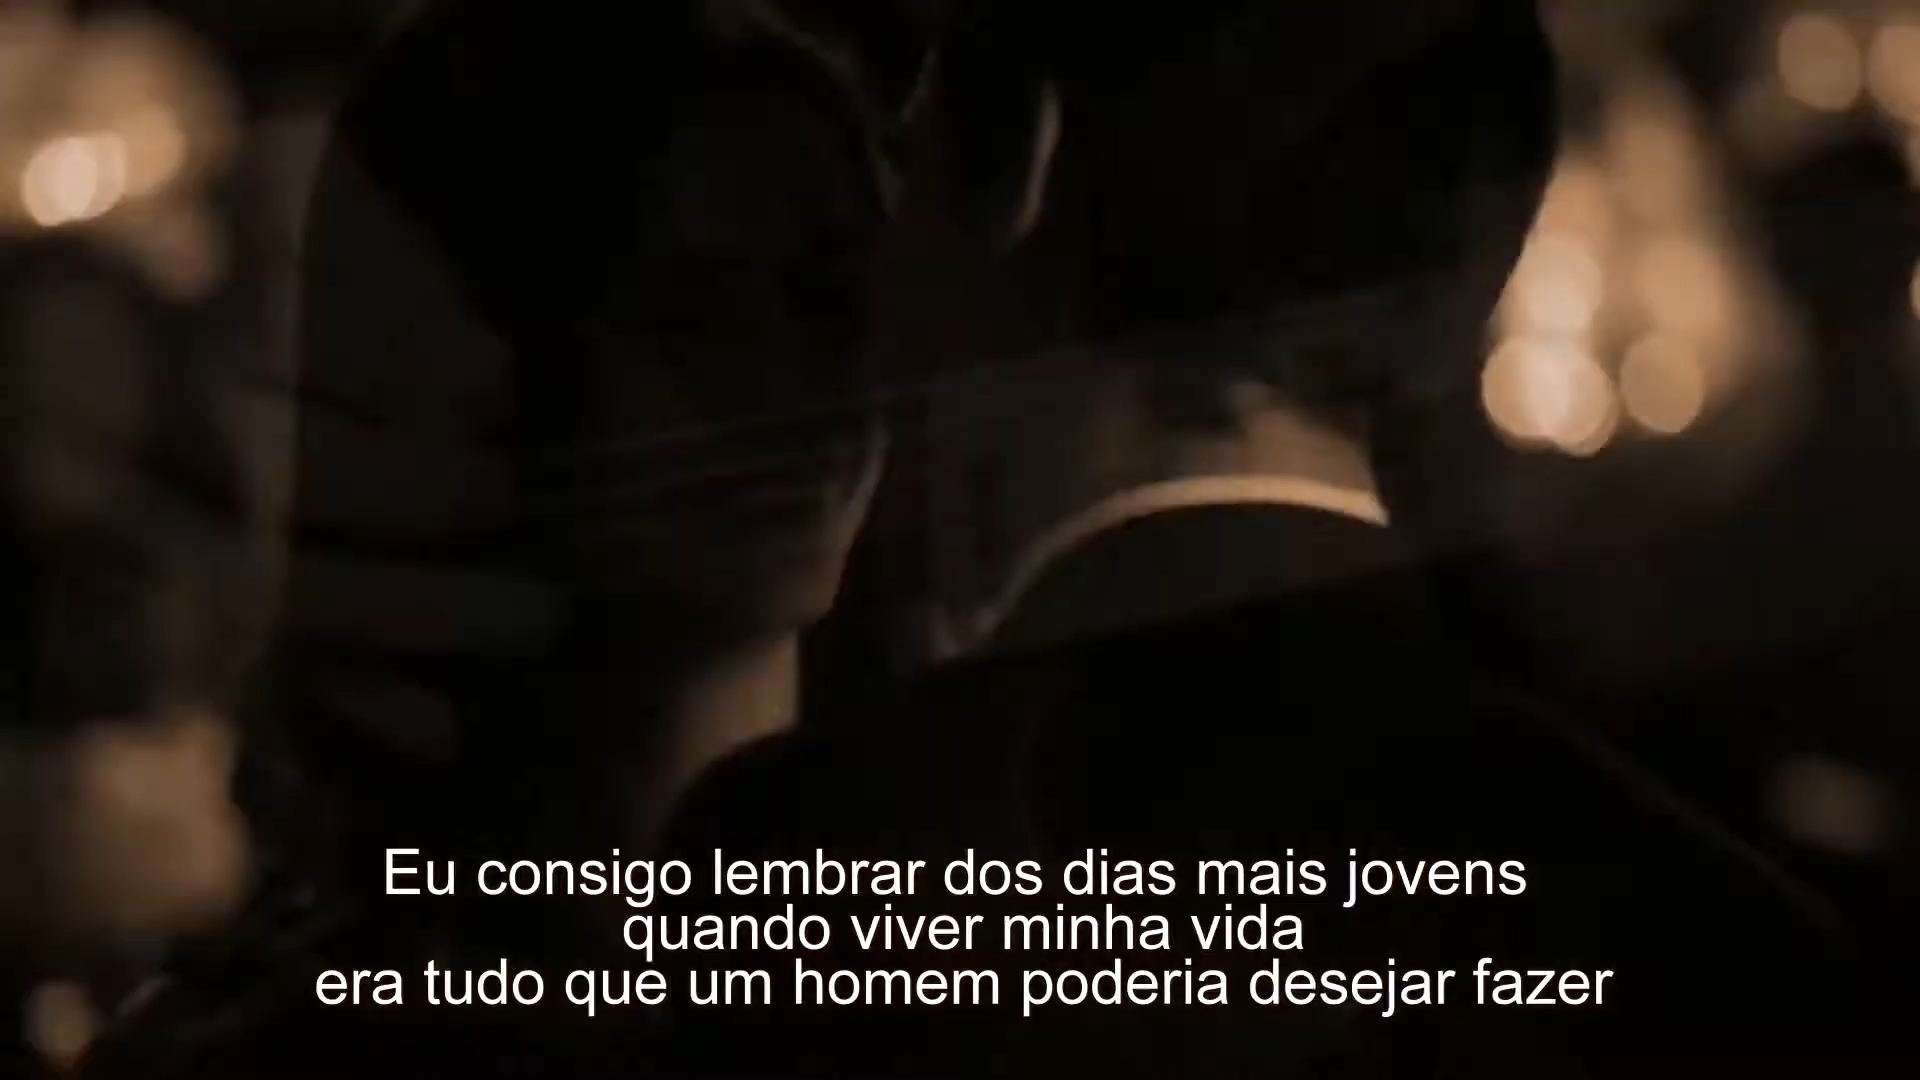 Eu consigo lembrar dos dias mais jovens
quando viver minha vida
era tudo que um homem poderia desejar fazer